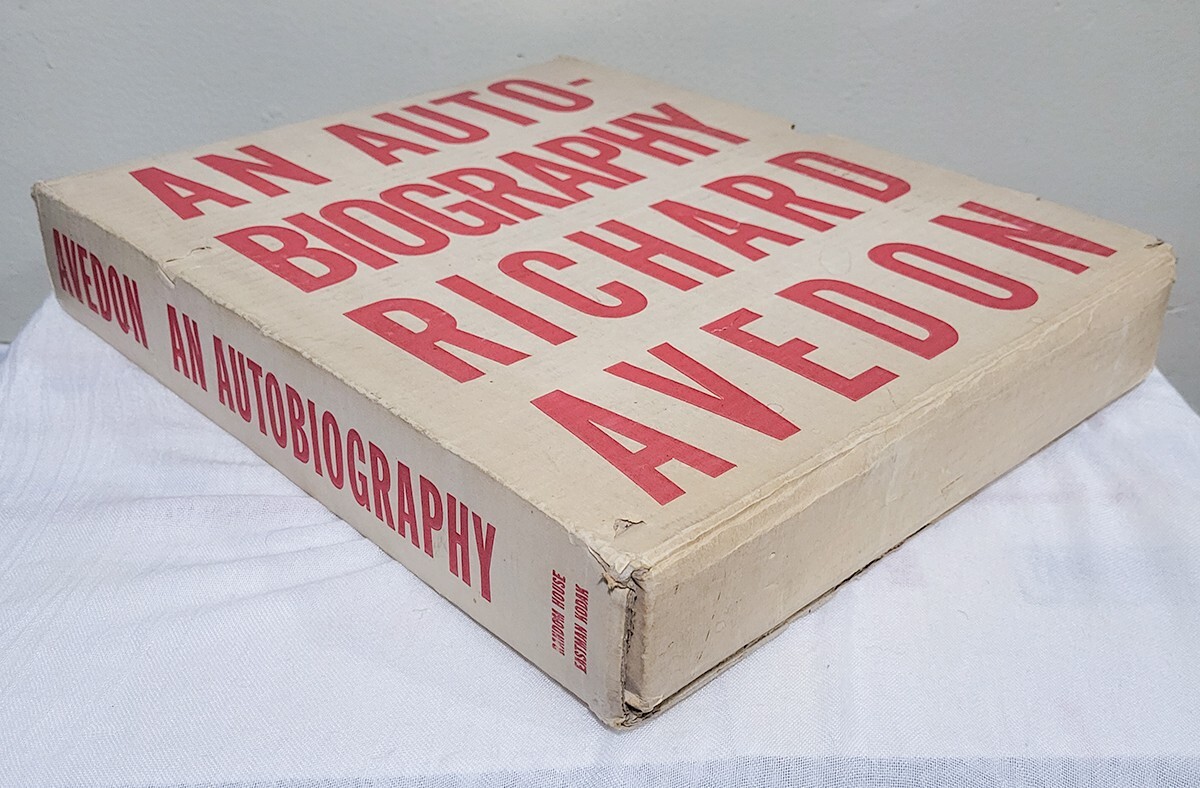 AN AUTO-
BIOGRAPHY
RICHARD
AVEDON
AVEDON AN AUTOBIOGRAPHY
RANDOM HOUSE
EASTMAN KODAK